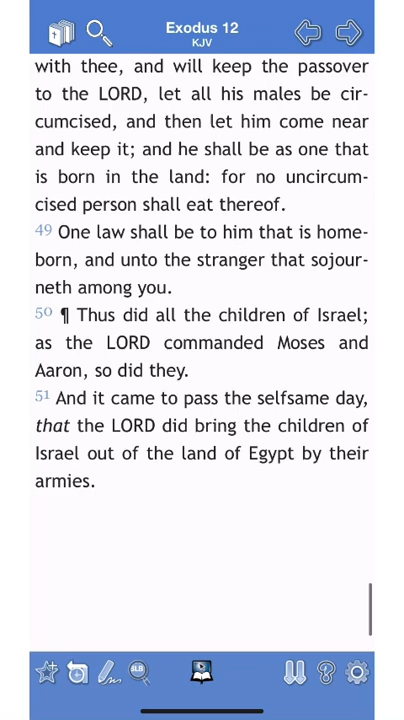 Exodus 12
KJV
with thee, and will keep the passover
to the LORD, let all his males be cir-
cumcised, and then let him come near
and keep it; and he shall be as one that
is born in the land: for no uncircum-
cised person shall eat thereof.
49 One law shall be to him that is home-
born, and unto the stranger that sojour-
neth among you.
50 ¶ Thus did all the children of Israel;
as the LORD commanded Moses and
Aaron, so did they.
51 And it came to pass the selfsame day,
that the LORD did bring the children of
Israel out of the land of Egypt by their
armies.
SLB